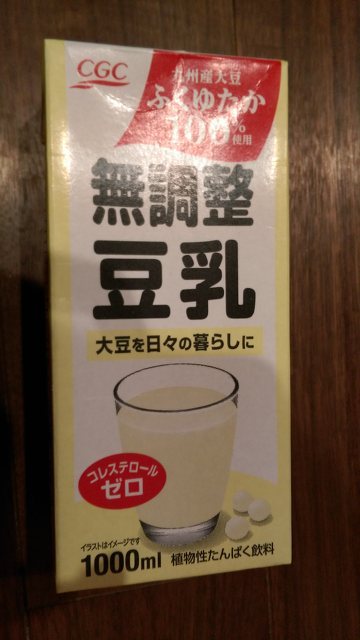 CGC
九州産大豆
ふくゆたか
100%
使用
無調整
豆乳
大豆を日々の暮らしに
コレステロール
ゼロ
イラストはイメージです
1000ml 植物性たんぱく飲料